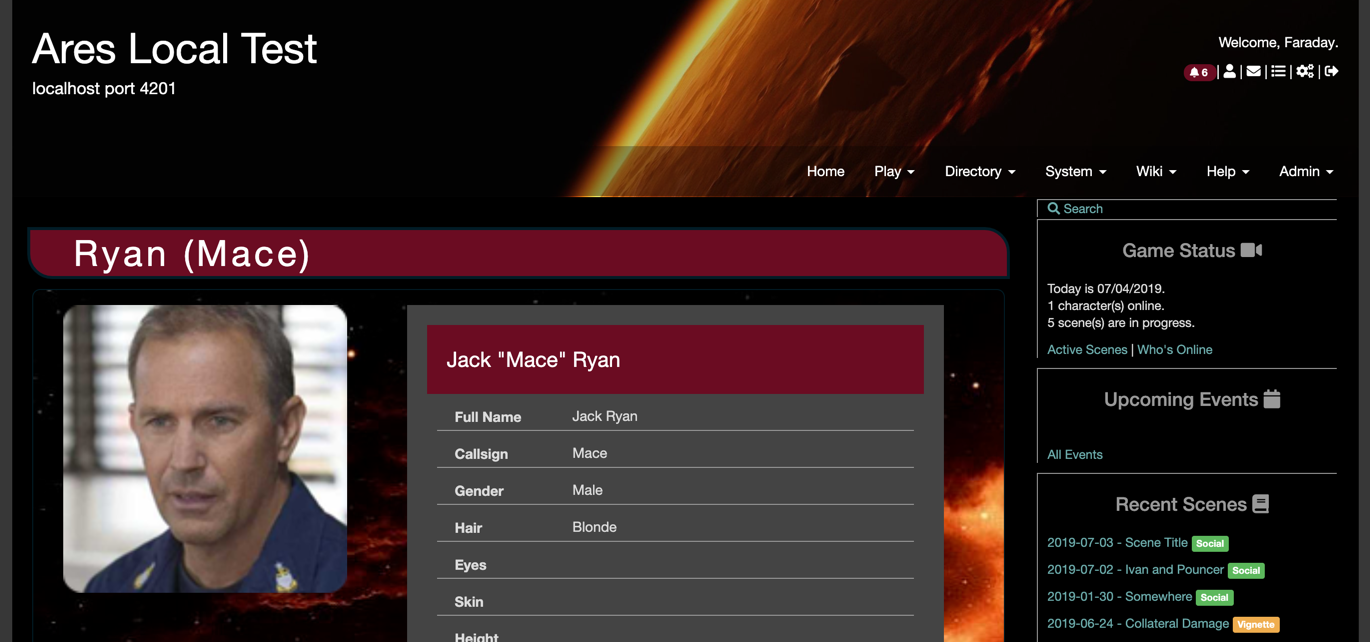 Ares Local Test
localhost port 4201
Welcome, Faraday.
6 | | | | |
Home Play Directory System Wiki Help Admin
Ryan (Mace)
Jack "Mace" Ryan
Full Name Jack Ryan
Callsign Mace
Gender Male
Hair Blonde
Eyes
Skin
Height
Search
Game Status
Today is 07/04/2019.
1 character(s) online.
5 scene(s) are in progress.
Active Scenes | Who's Online
Upcoming Events
All Events
Recent Scenes
2019-07-03 - Scene Title Social
2019-07-02 - Ivan and Pouncer Social
2019-01-30 - Somewhere Social
2019-06-24 - Collateral Damage Vignette